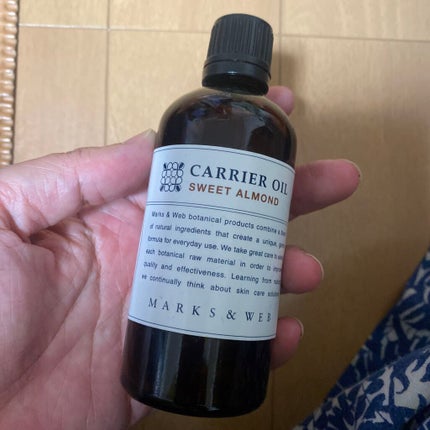 CARRIER OIL
SWEET ALMOND
Marks & Web botanical products combine a
of natural ingredients that create a unique,
formula for everyday use. We take great care to
each botanical raw material in order to
quality and effectiveness. Learning from
we continually think about skin care
MARKS & WEB